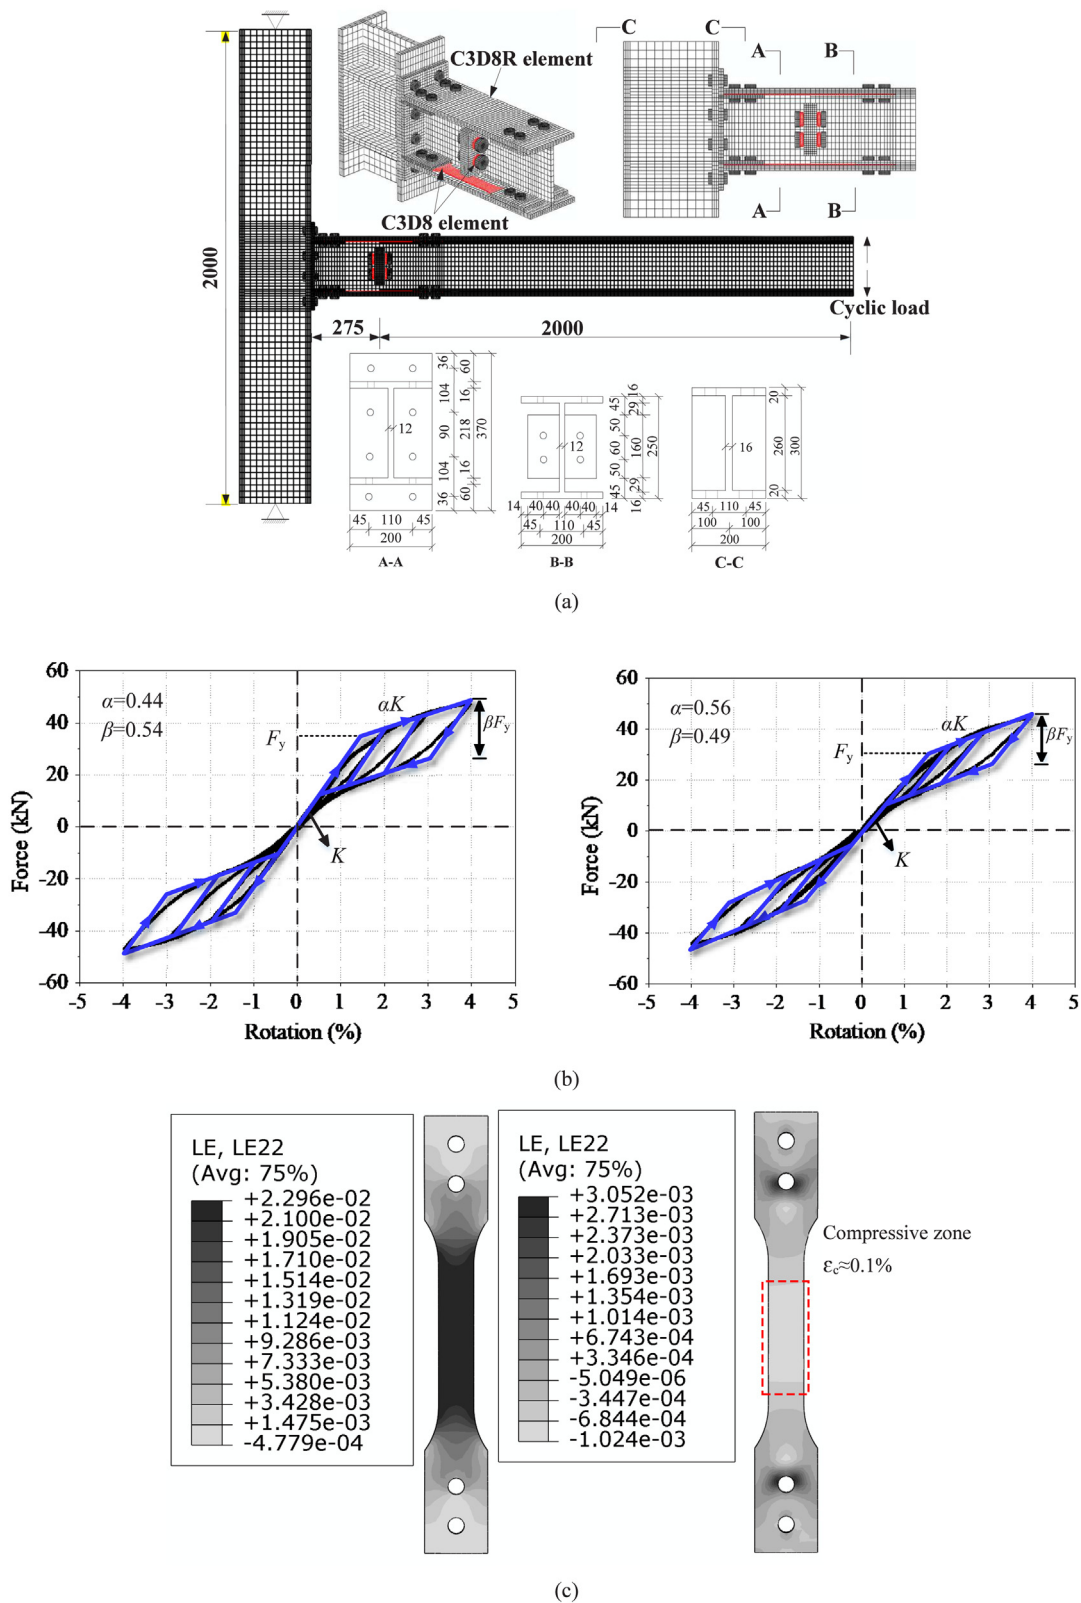 C
C
C3D8R element
A
B
C3D8 element
A
B
2000
Cyclic load
275
2000
36
104
90
104
36
60
16
218
16
60
370
12
45
110
45
200
A-A
16
45
29
50
60
160
250
50
45
29
16
12
14
40
40
40
40
14
45
110
45
200
B-B
20
260
300
20
16
45
110
45
100
100
200
C-C
(a)
60
40
20
0
-20
-40
-60
Force (kN)
α=0.44
β=0.54
αK
Fy
βFy
K
-5 -4 -3 -2 -1 0 1 2 3 4 5
Rotation (%)
60
40
20
0
-20
-40
-60
Force (kN)
α=0.56
β=0.49
αK
Fy
βFy
K
-5 -4 -3 -2 -1 0 1 2 3 4 5
Rotation (%)
(b)
LE, LE22
(Avg: 75%)
+2.296e-02
+2.100e-02
+1.905e-02
+1.710e-02
+1.514e-02
+1.319e-02
+1.124e-02
+9.286e-03
+7.333e-03
+5.380e-03
+3.428e-03
+1.475e-03
-4.779e-04
LE, LE22
(Avg: 75%)
+3.052e-03
+2.713e-03
+2.373e-03
+2.033e-03
+1.693e-03
+1.354e-03
+1.014e-03
+6.743e-04
+3.346e-04
-5.049e-06
-3.447e-04
-6.844e-04
-1.024e-03
Compressive zone
εc≈0.1%
(c)